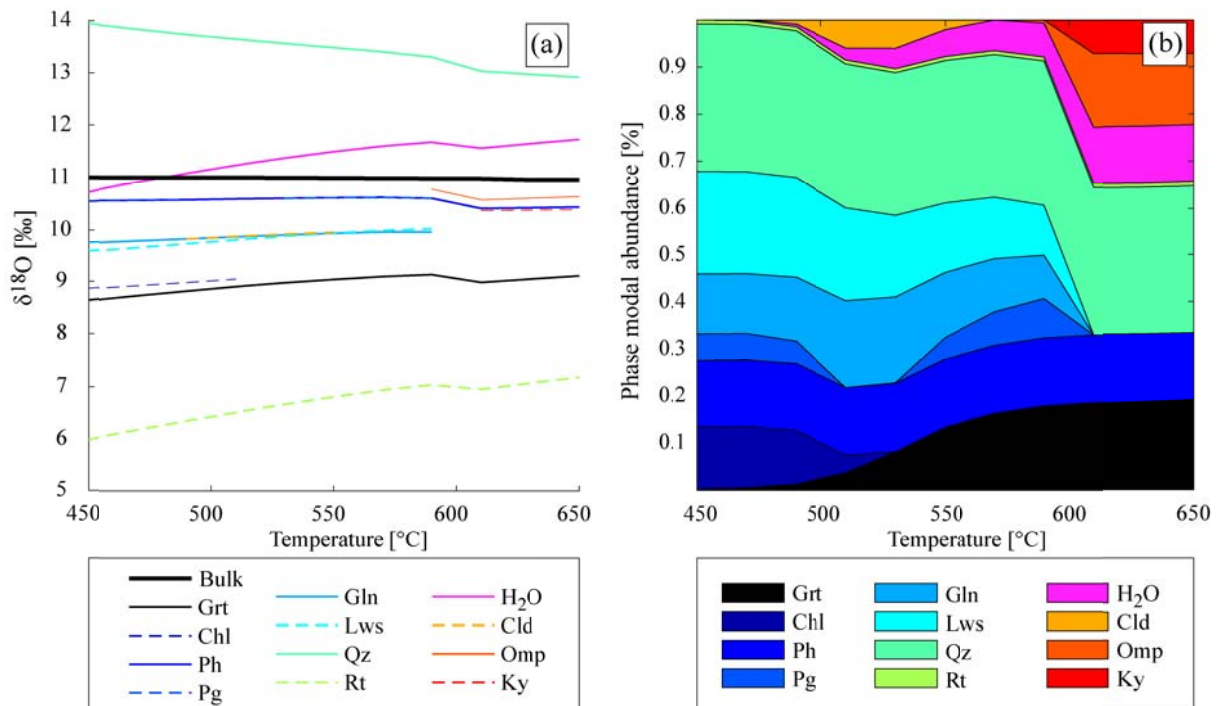 (a)
14
13
12
11
10
9
8
7
6
5
δ18O [‰]
450 500 550 600 650
Temperature [°C]
Bulk
Grt
Chl
Ph
Pg
Gln
Lws
Qz
Rt
H2O
Cld
Omp
Ky
(b)
0.9
0.8
0.7
0.6
0.5
0.4
0.3
0.2
0.1
Phase modal abundance [%]
450 500 550 600 650
Temperature [°C]
Grt
Chl
Ph
Pg
Gln
Lws
Qz
Rt
H2O
Cld
Omp
Ky